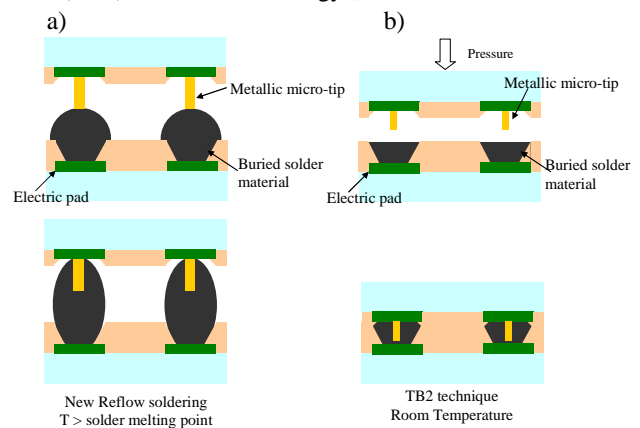 a)
b)
Pressure
Metallic micro-tip
Metallic micro-tip
Buried solder
material
Electric pad
Buried solder
material
Electric pad
New Reflow soldering
T > solder melting point
TB2 technique
Room Temperature